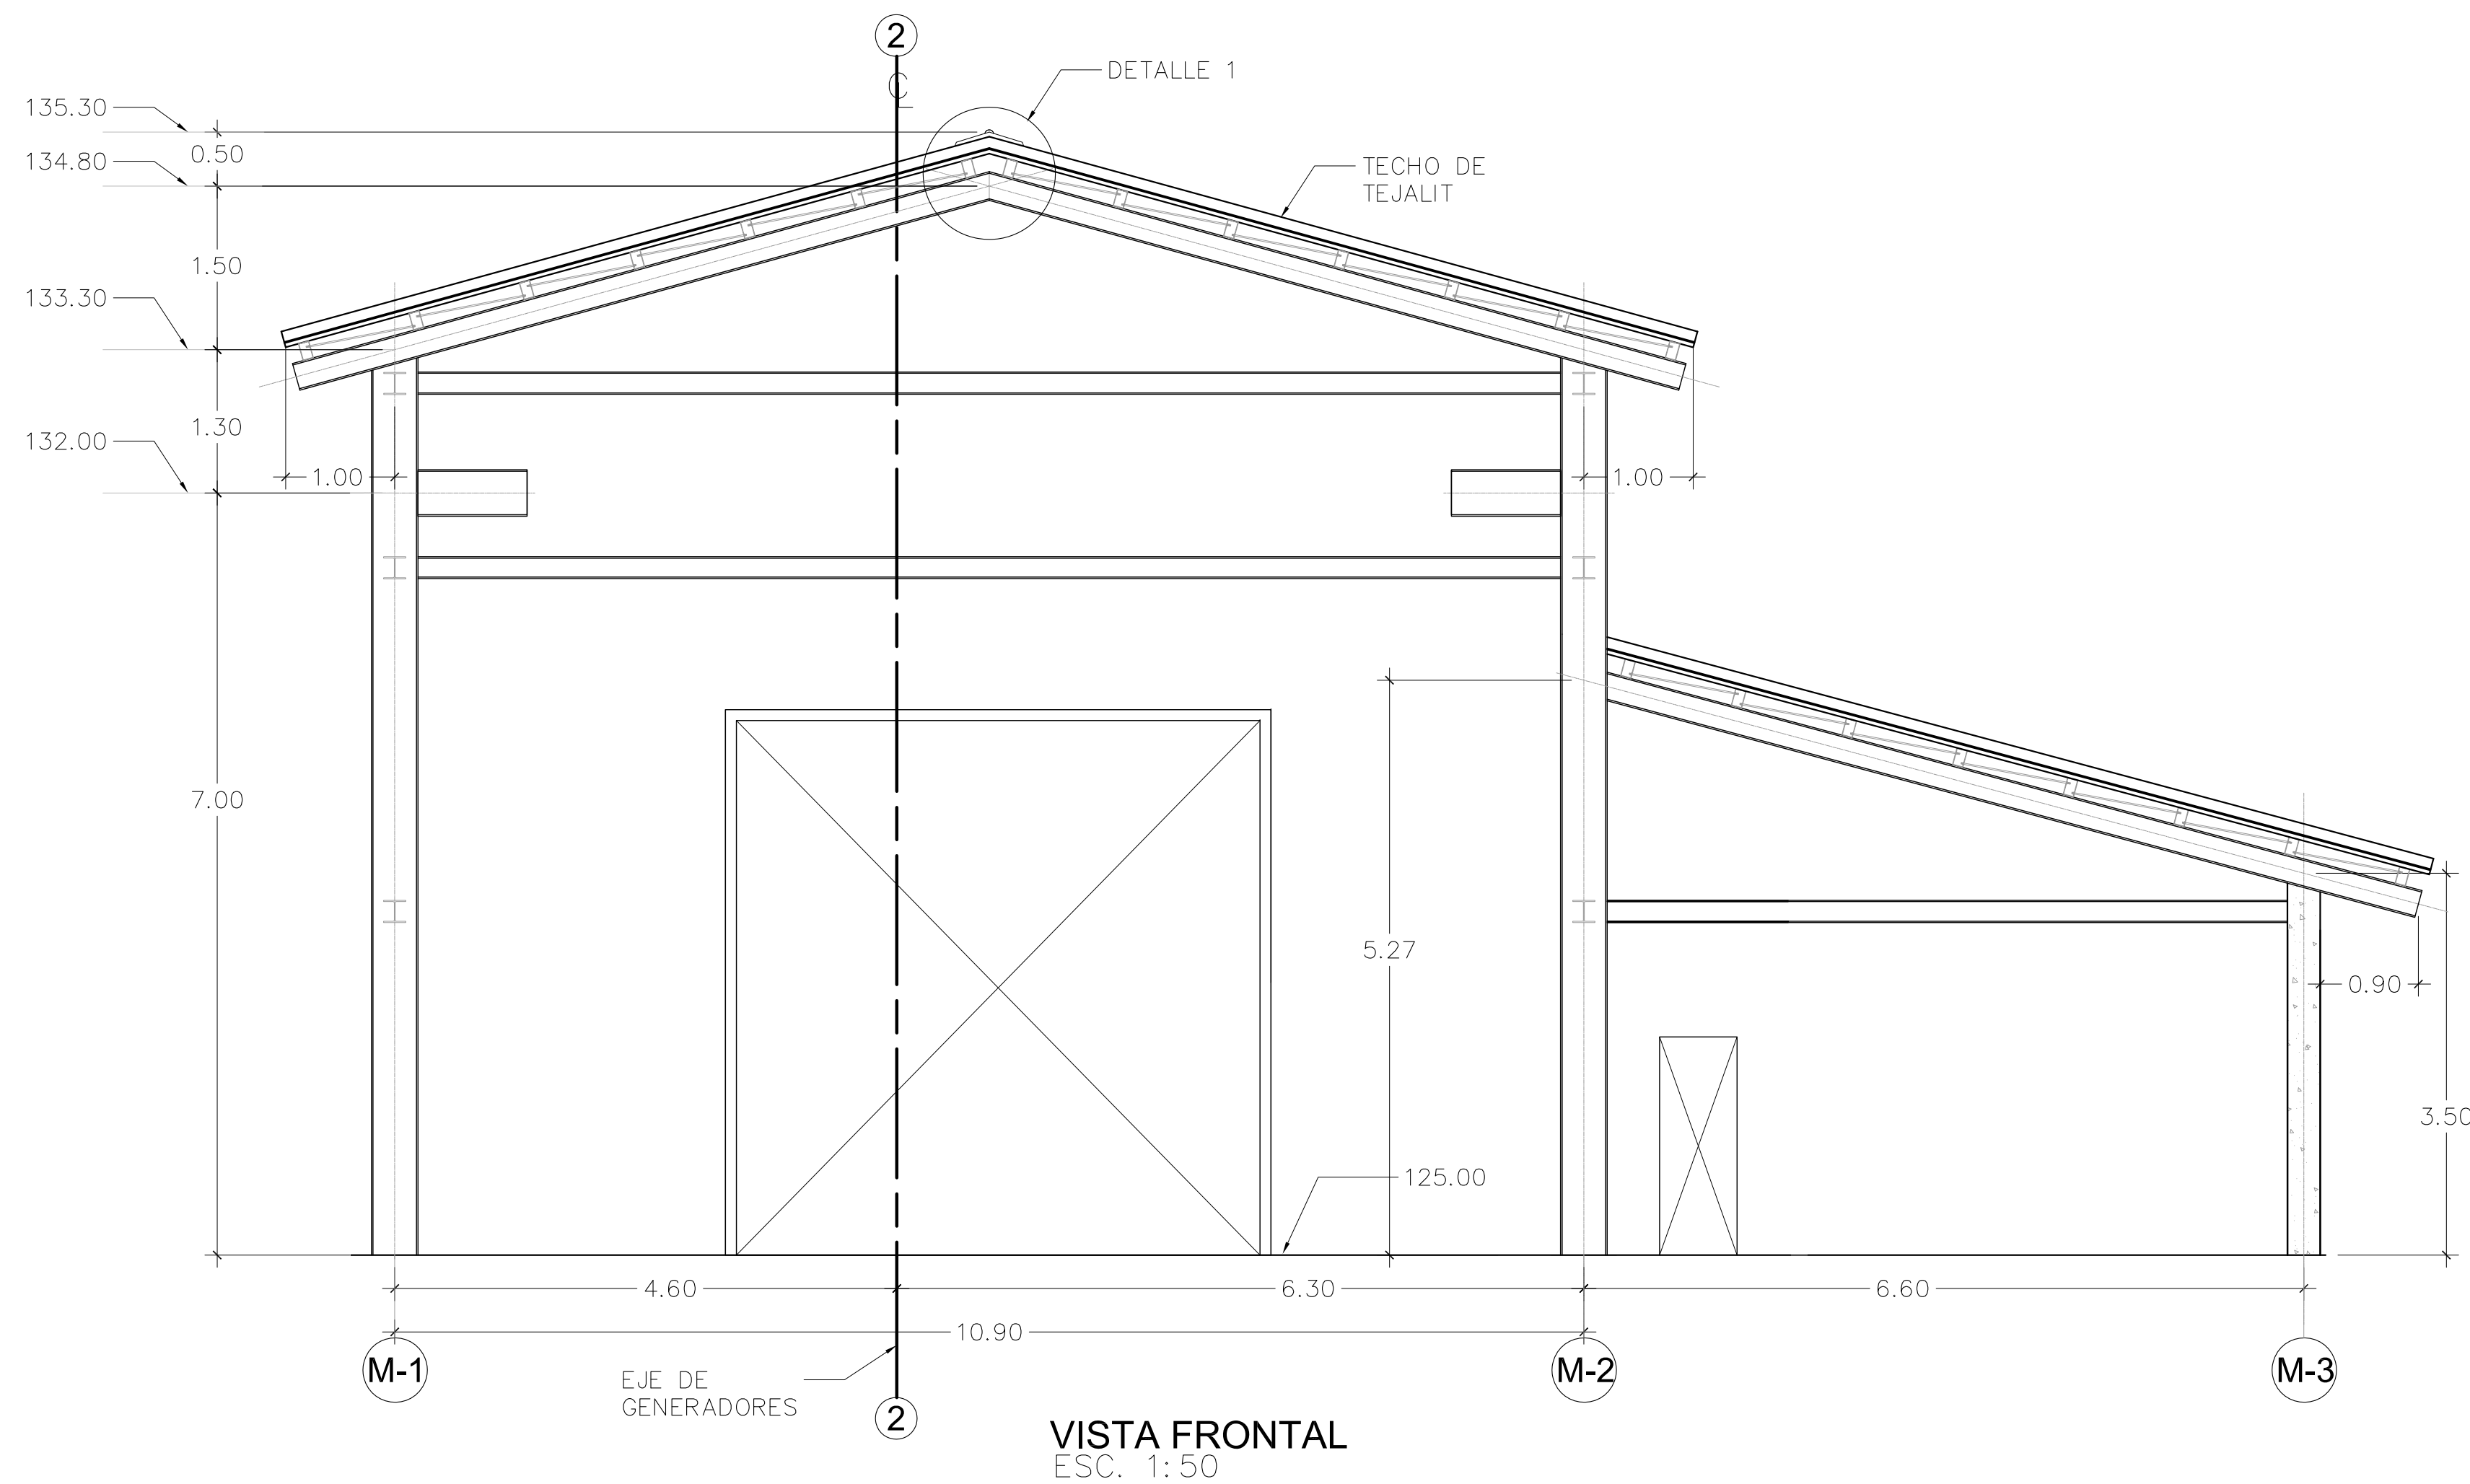 2
C
L
DETALLE 1
135.30
0.50
134.80
TECHO DE
TEJALIT
1.50
133.30
1.30
132.00
1.00
1.00
7.00
5.27
0.90
3.50
125.00
4.60
6.30
6.60
10.90
M-1
M-2
M-3
EJE DE
GENERADORES
2
VISTA FRONTAL
ESC. 1:50